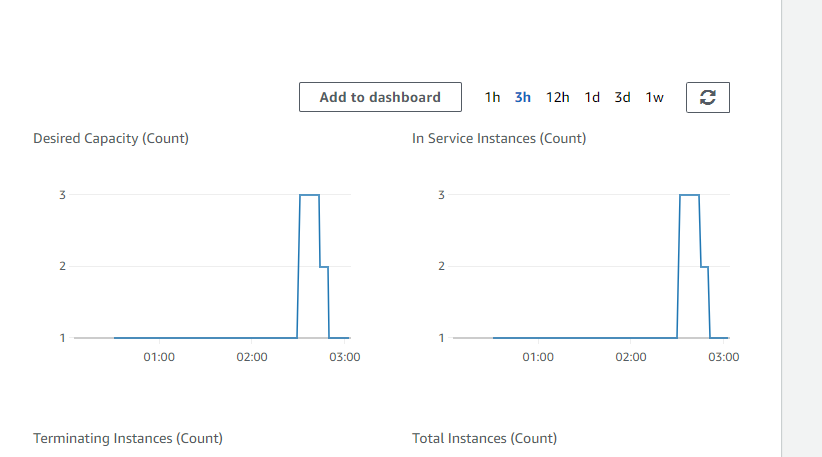 Add to dashboard 1h 3h 12h 1d 3d 1w
Desired Capacity (Count)
3
2
1
01:00 02:00 03:00
In Service Instances (Count)
3
2
1
01:00 02:00 03:00
Terminating Instances (Count)
Total Instances (Count)